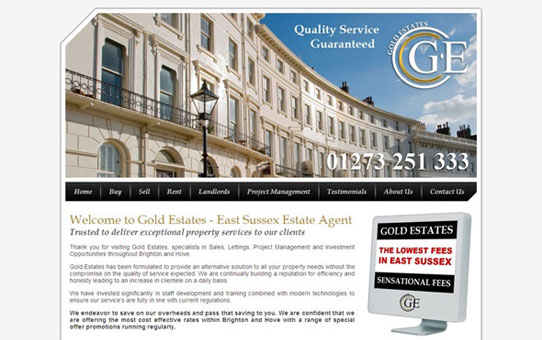 Quality Service
Guaranteed
GOLD ESTATES
G·E
01273 251 333
Home Buy Sell Rent Landlords Project Management Testimonials About Us Contact Us
Welcome to Gold Estates - East Sussex Estate Agent
Trusted to deliver exceptional property services to our clients
Thank you for visiting Gold Estates, specialists in Sales, Lettings, Project Management and Investment
Opportunities throughout Brighton and Hove.
Gold Estates has been formulated to provide an alternative solution to all your property needs without the
compromise on the quality of service expected. We are continually building a reputation for efficiency and
honesty leading to an increase in clientele on a daily basis.
We have invested significantly in staff development and training combined with modern technologies to
ensure our service's are fully in line with current regulations
We endeavor to save on our overheads and pass that saving to you. We are confident that we
are offering the most cost effective rates within Brighton and Hove with a range of special
offer promotions running regularly.
GOLD ESTATES
THE LOWEST FEES
IN EAST SUSSEX
SENSATIONAL FEES
GE